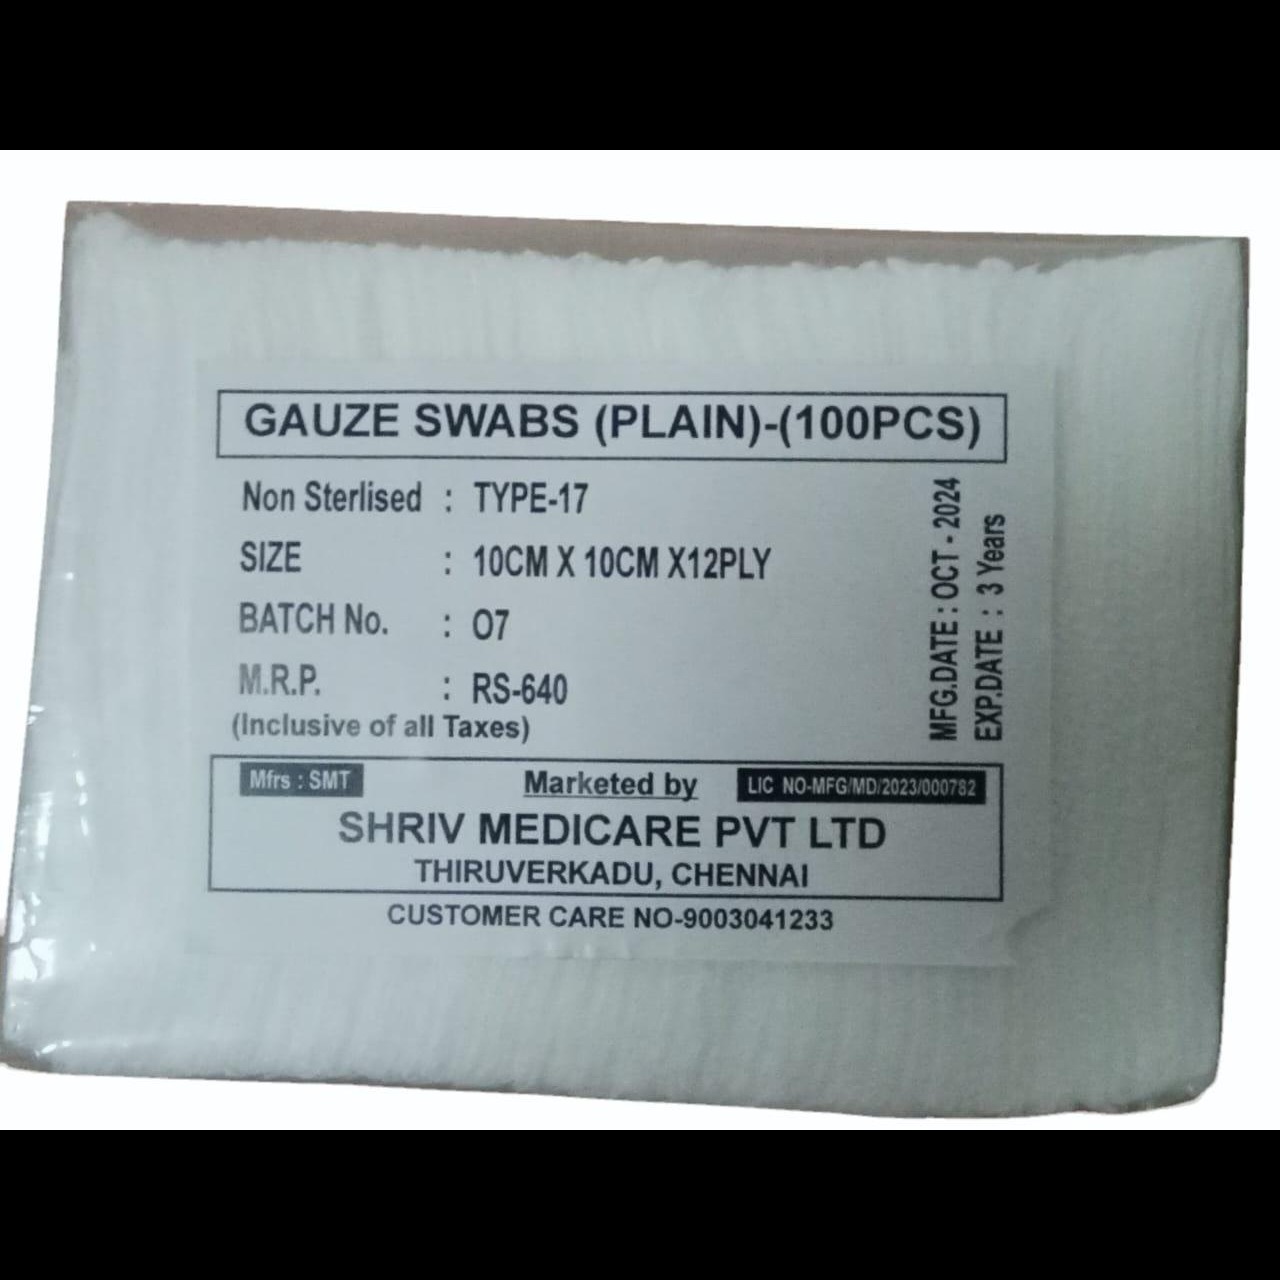 GAUZE SWABS (PLAIN)-(100PCS)
Non Sterlised : TYPE-17
SIZE : 10CM X 10CM X12PLY
BATCH No. : O7
M.R.P. : RS-640
(Inclusive of all Taxes)
MFG.DATE : OCT - 2024
EXP.DATE : 3 Years
Mfrs : SMT
Marketed by
LIC NO-MFG/MD/2023/000782
SHRIV MEDICARE PVT LTD
THIRUVERKADU, CHENNAI
CUSTOMER CARE NO-9003041233